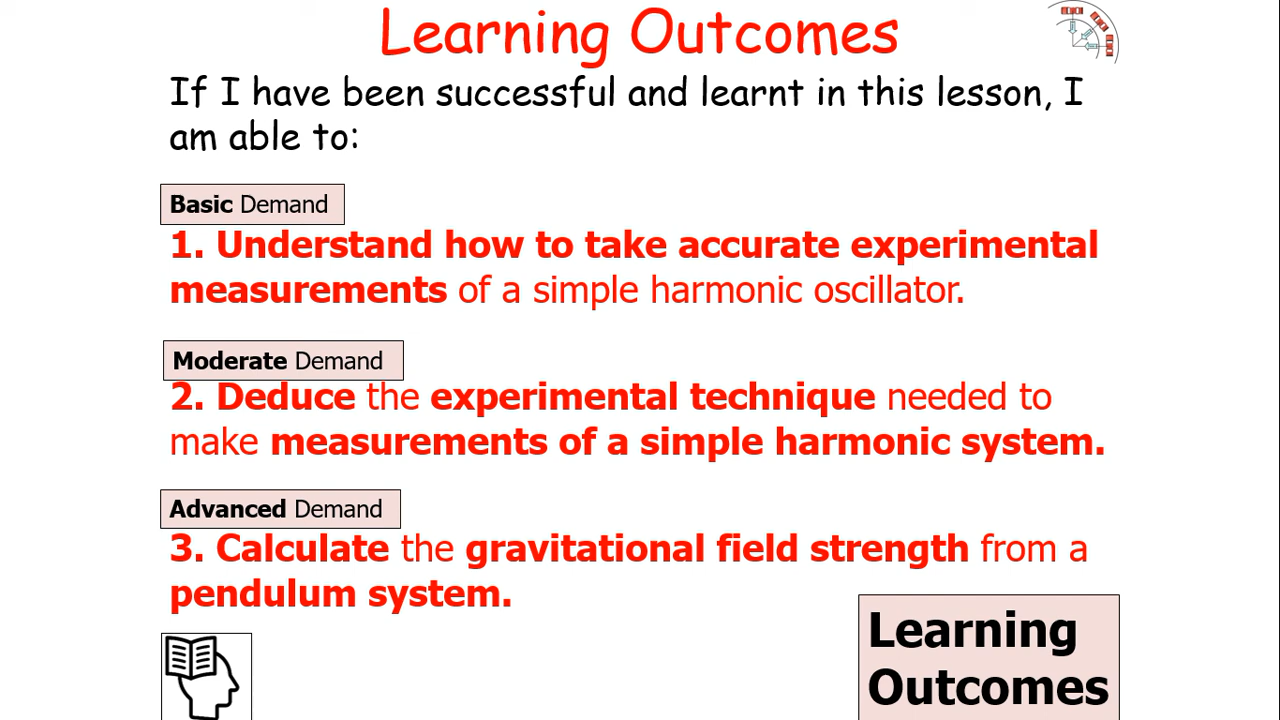 Learning Outcomes
If I have been successful and learnt in this lesson, I
am able to:
Basic Demand
1. Understand how to take accurate experimental
measurements of a simple harmonic oscillator.
Moderate Demand
2. Deduce the experimental technique needed to
make measurements of a simple harmonic system.
Advanced Demand
3. Calculate the gravitational field strength from a
pendulum system.
Learning
Outcomes